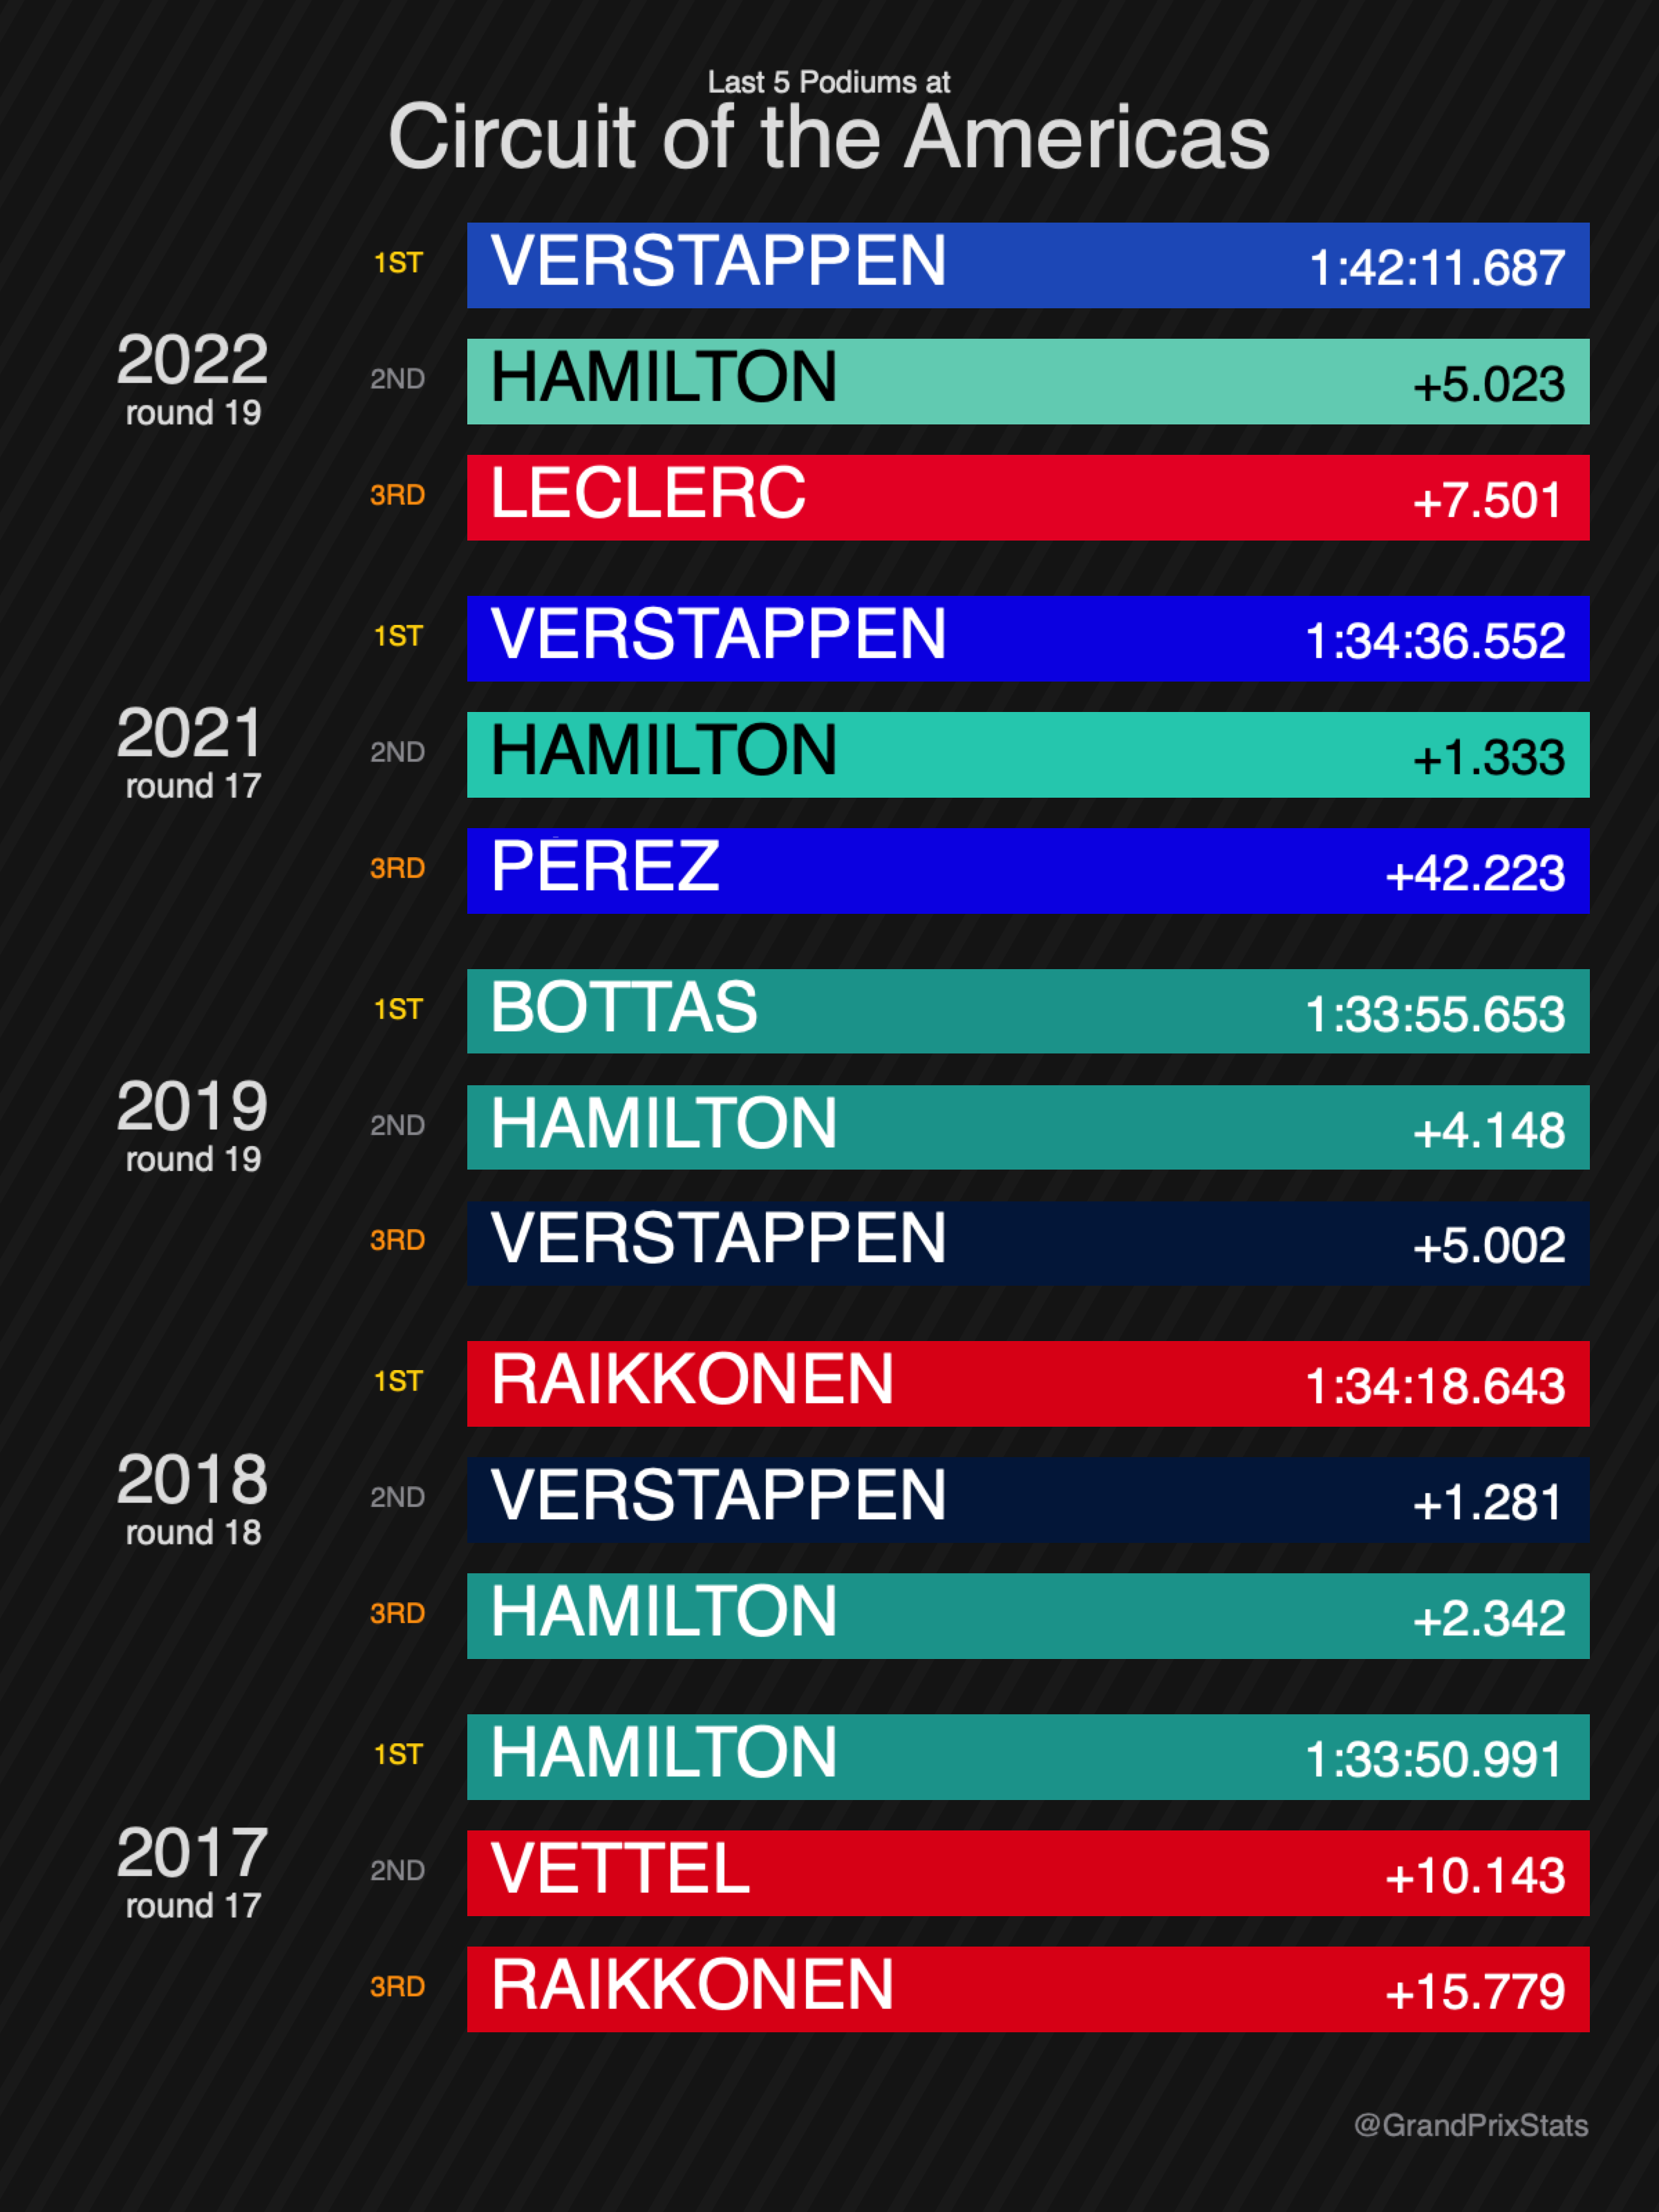 Last 5 Podiums at
Circuit of the Americas
2022
round 19
1ST VERSTAPPEN 1:42:11.687
2ND HAMILTON +5.023
3RD LECLERC +7.501
2021
round 17
1ST VERSTAPPEN 1:34:36.552
2ND HAMILTON +1.333
3RD PÉREZ +42.223
2019
round 19
1ST BOTTAS 1:33:55.653
2ND HAMILTON +4.148
3RD VERSTAPPEN +5.002
2018
round 18
1ST RAIKKONEN 1:34:18.643
2ND VERSTAPPEN +1.281
3RD HAMILTON +2.342
2017
round 17
1ST HAMILTON 1:33:50.991
2ND VETTEL +10.143
3RD RAIKKONEN +15.779
@GrandPrixStats